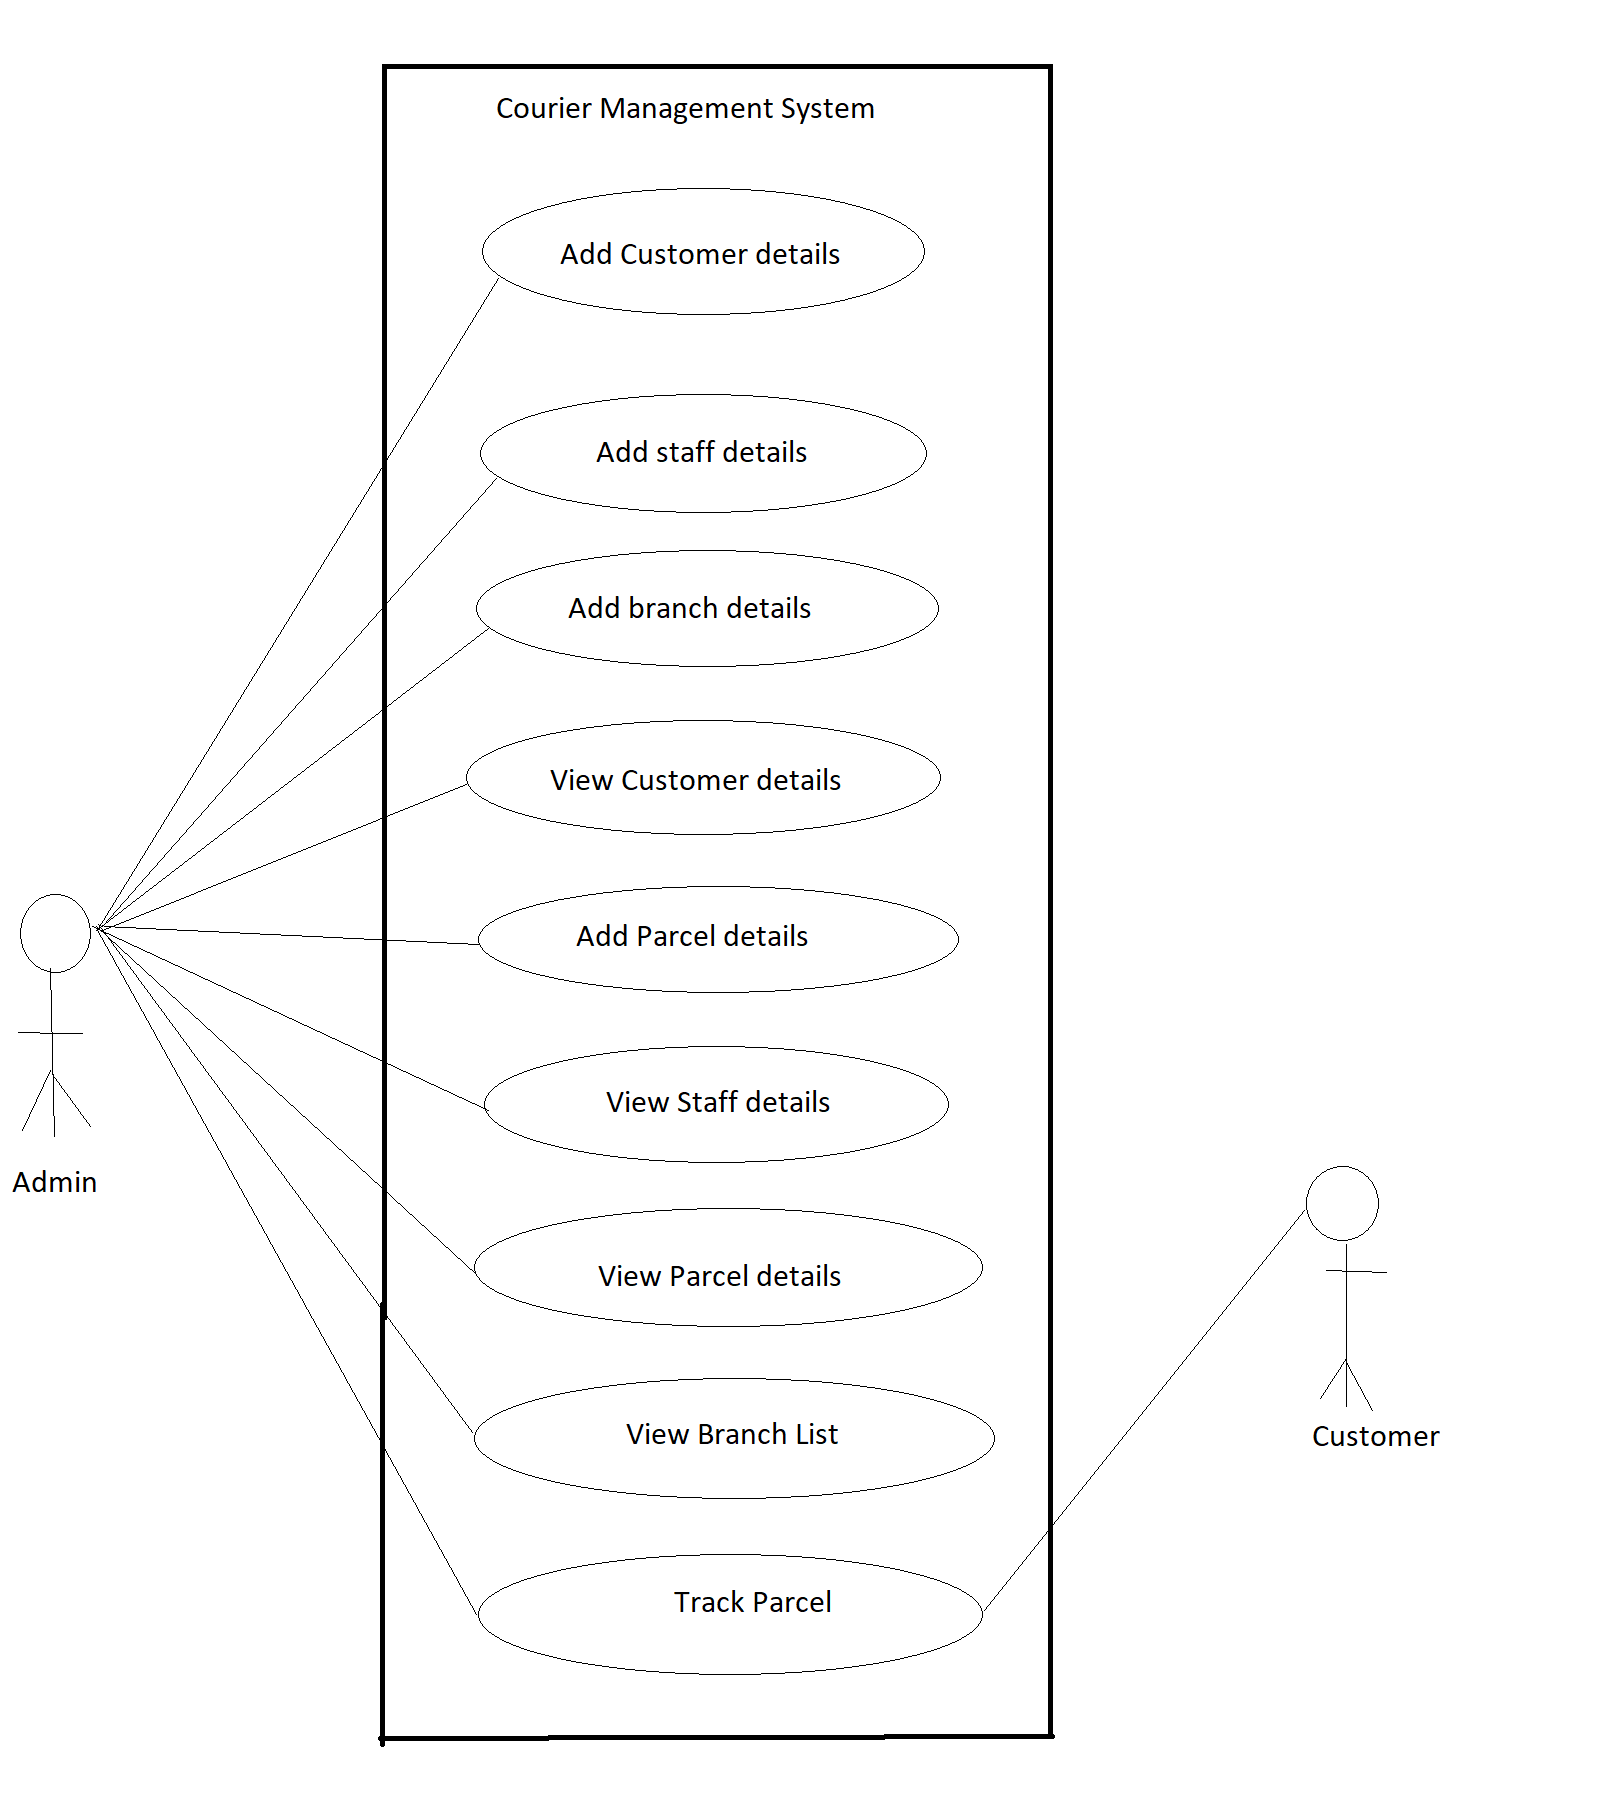 Courier Management System
Add Customer details
Add staff details
Add branch details
View Customer details
Add Parcel details
View Staff details
Admin
View Parcel details
View Branch List
Customer
Track Parcel